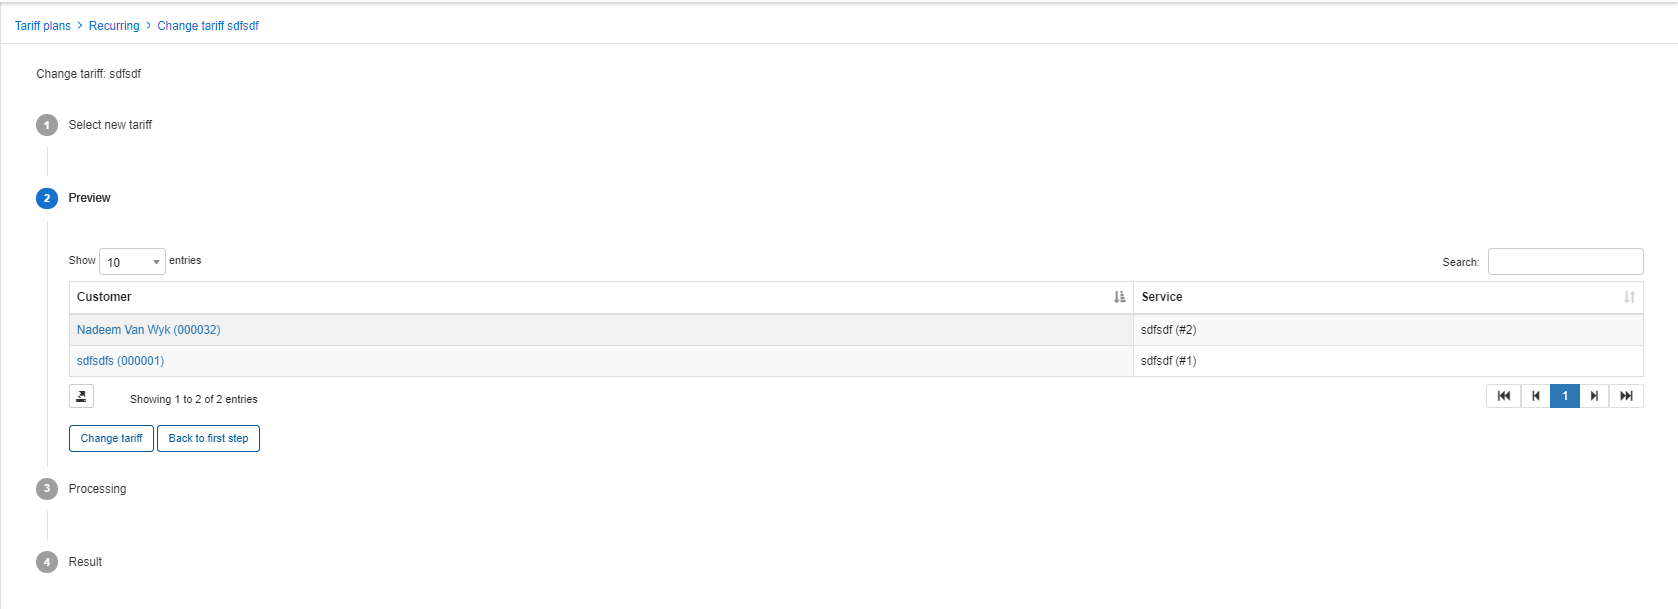 Tariff plans > Recurring > Change tariff sdfsdf
Change tariff: sdfsdf
1 Select new tariff
2 Preview
Show 10 entries Search:
Customer Service
Nadeem Van Wyk (000032) sdfsdf (#2)
sdfsdfs (000001) sdfsdf (#1)
Showing 1 to 2 of 2 entries 1
Change tariff Back to first step
3 Processing
4 Result